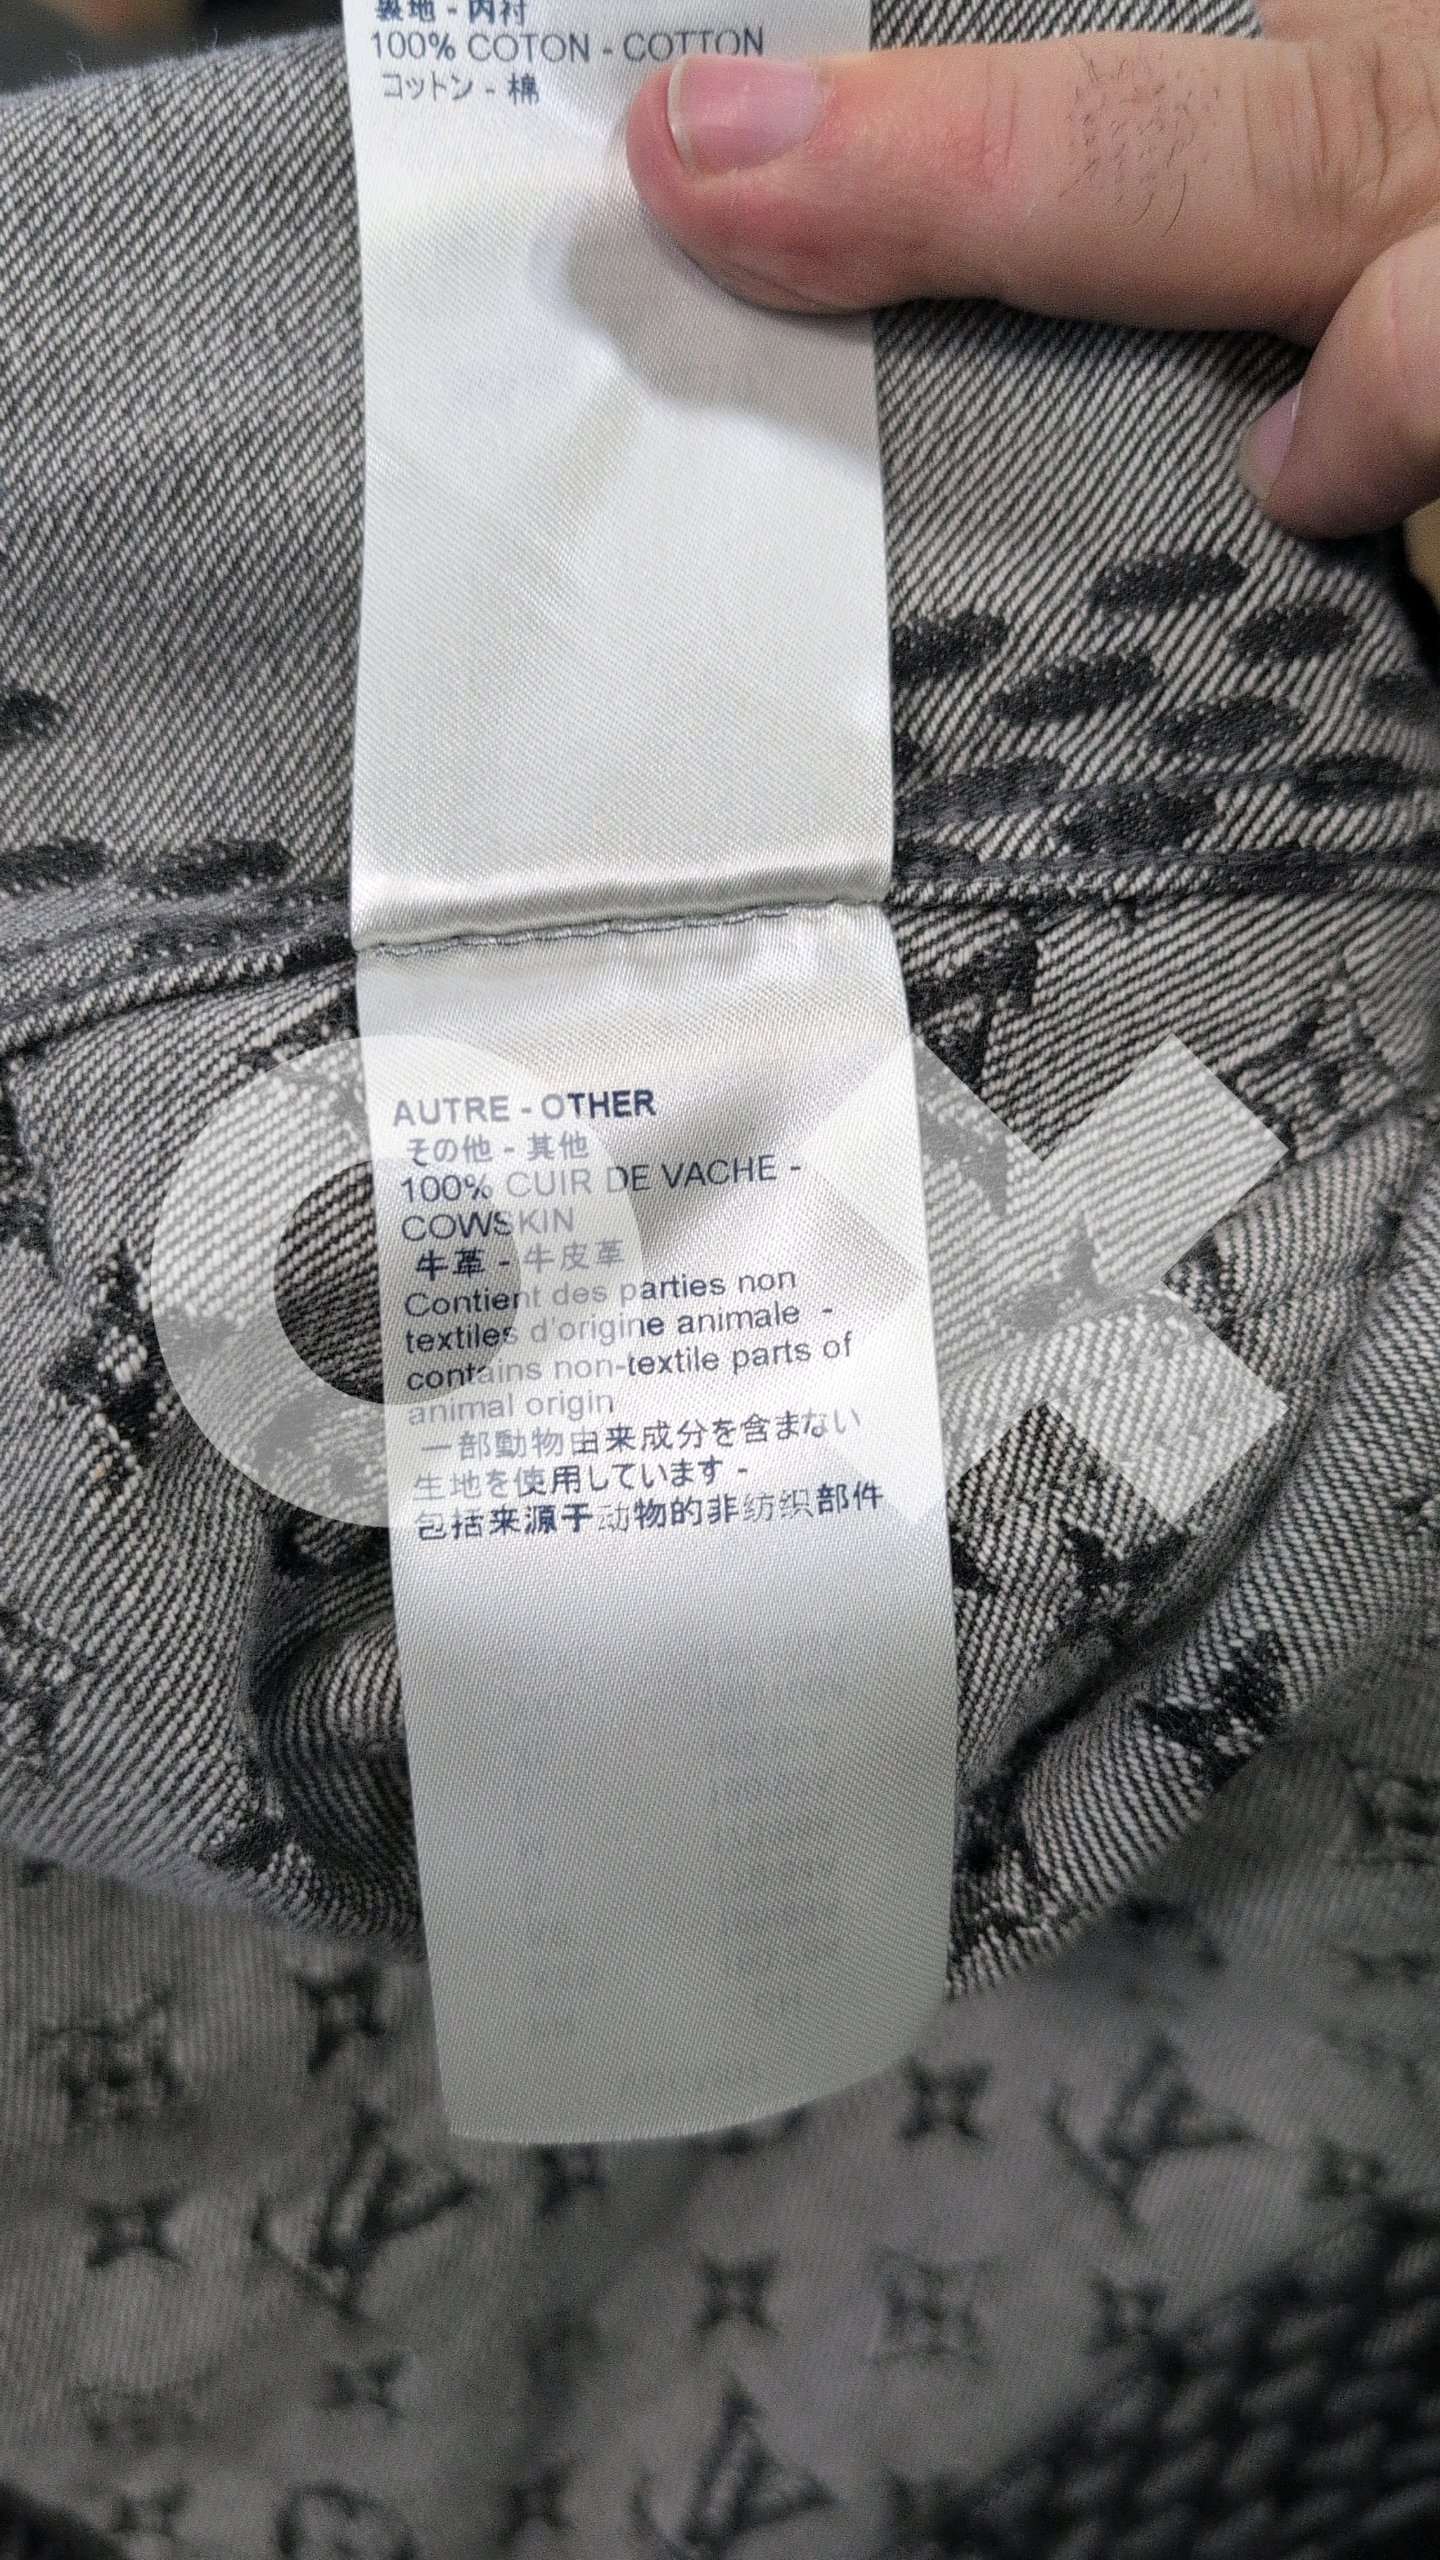 裏地 - 内衬
100% COTON - COTTON
コットン - 棉
AUTRE - OTHER
その他 - 其他
100% CUIR DE VACHE -
COWSKIN
牛革 - 牛皮革
Contient des parties non
textiles d'origine animale -
contains non-textile parts of
animal origin
一部動物由来成分を含まない
生地を使用しています -
包括来源于动物的非纺织部件